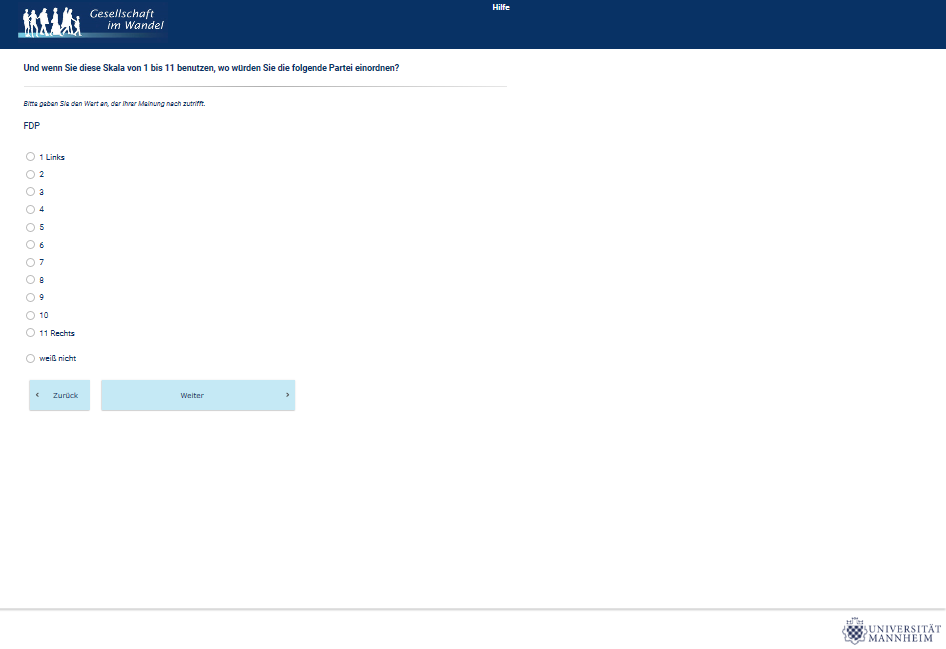 Gesellschaft
im Wandel
Hilfe
Und wenn Sie diese Skala von 1 bis 11 benutzen, wo würden Sie die folgende Partei einordnen?
Bitte geben Sie den Wert an, der Ihrer Meinung nach zutrifft.
FDP
1 Links
2
3
4
5
6
7
8
9
10
11 Rechts
weiß nicht
Zurück
Weiter
UNIVERSITÄT
MANNHEIM